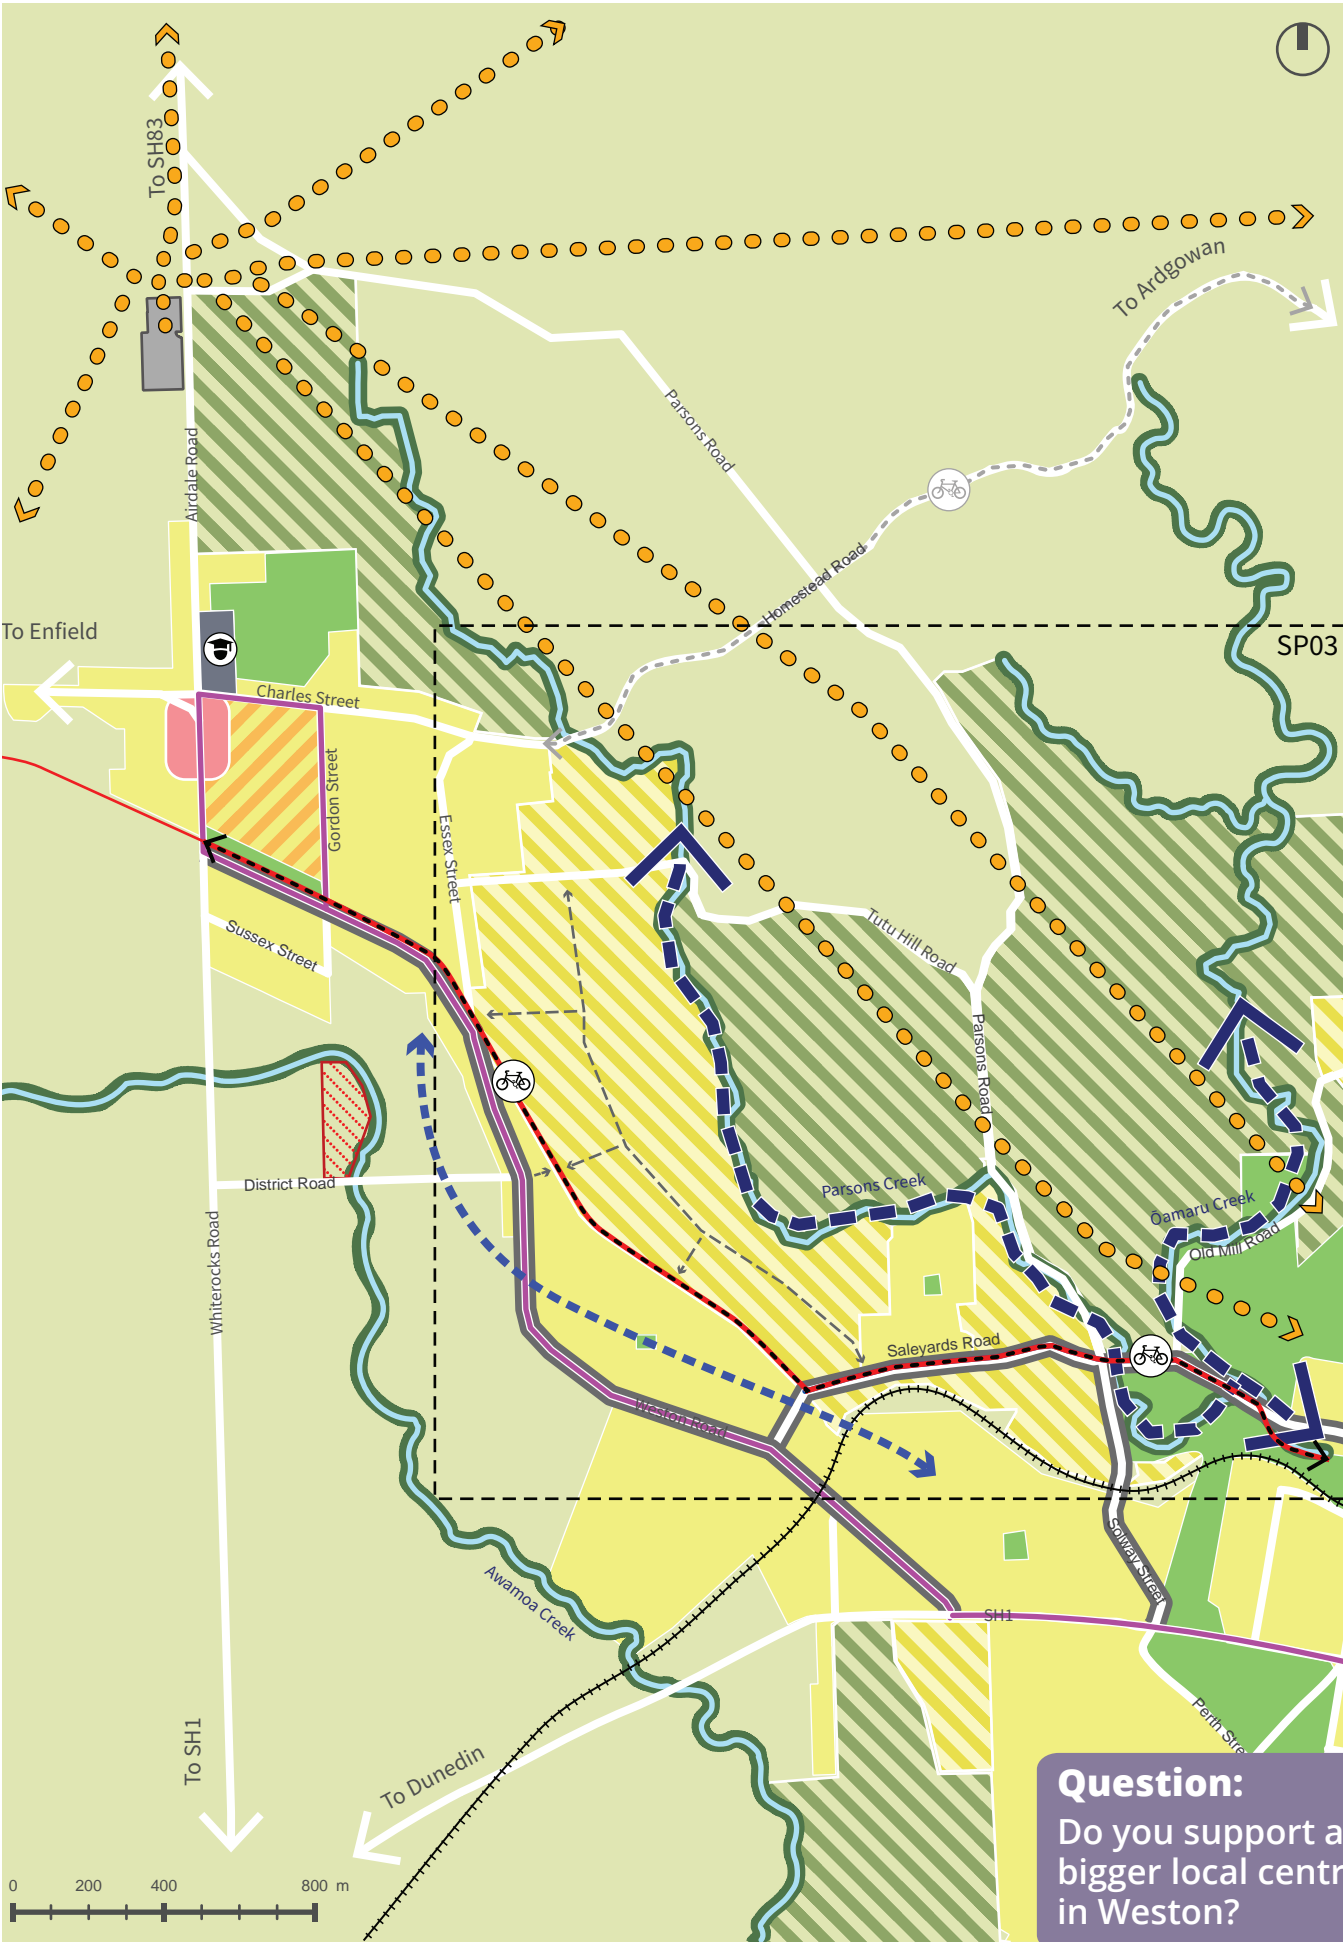 To SH83
To Ardgowan
Parsons Road
Airdale Road
Homestead Road
To Enfield
SP03
Charles Street
Gordon Street
Essex Street
Tutu Hill Road
Sussex Street
Parsons Road
Parsons Creek
District Road
Ōamaru Creek
Old Mill Road
Whiterocks Road
Saleyards Road
Weston Road
Solway Street
Awamoa Creek
SH1
Perth Stre
To SH1
To Dunedin
Question:
Do you support a
bigger local centr
in Weston?
0 200 400 800 m